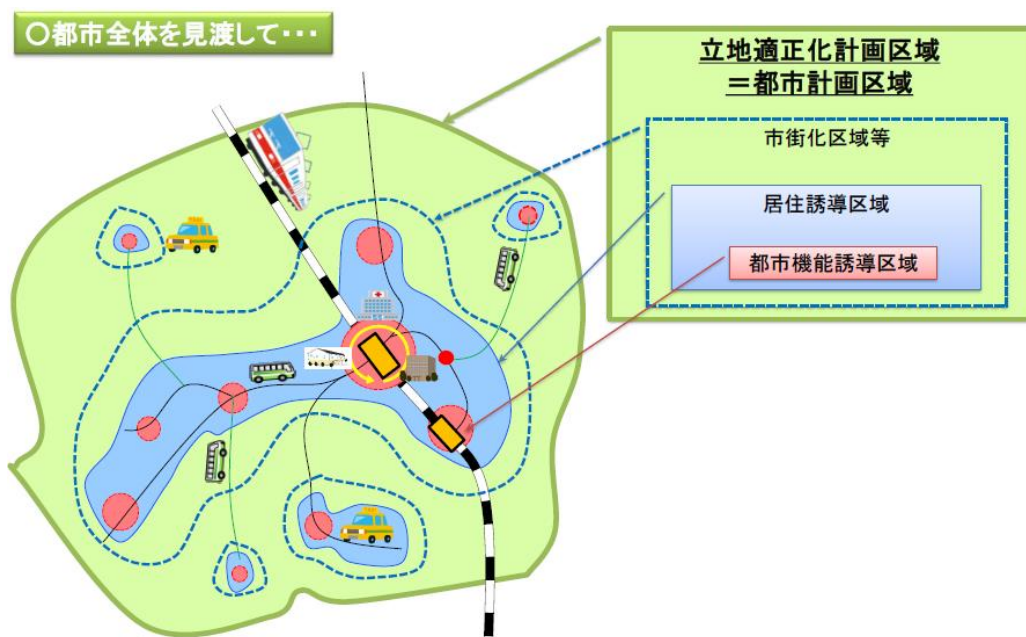 〇都市全体を見渡して・・・
立地適正化計画区域
＝都市計画区域
市街化区域等
居住誘導区域
都市機能誘導区域
TAXI